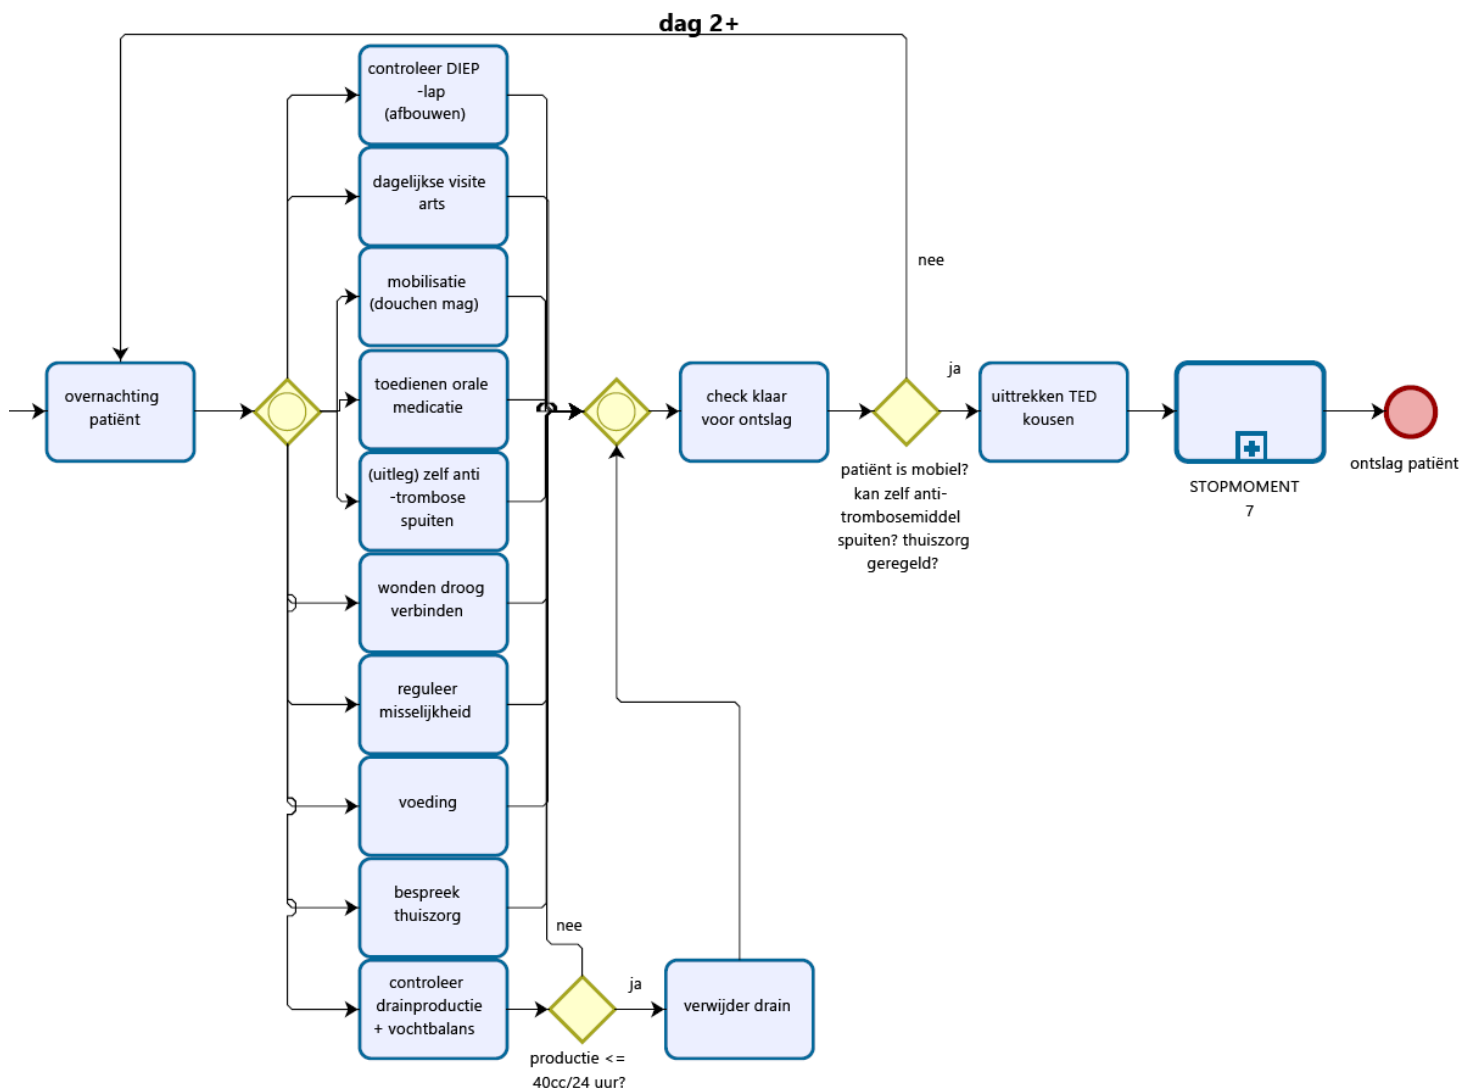 dag 2+
controleer DIEP
-lap
(afbouwen)
dagelijkse visite
arts
mobilisatie
(douchen mag)
nee
overnachting
patiënt
toedienen orale
medicatie
check klaar
voor ontslag
ja
uittrekken TED
kousen
ontslag patiënt
STOPMOMENT
7
patiënt is mobiel?
kan zelf anti-
trombosemiddel
spuiten? thuiszorg
geregeld?
(uitleg) zelf anti
-trombose
spuiten
wonden droog
verbinden
reguleer
misselijkheid
voeding
bespreek
thuiszorg
nee
controleer
drainproductie
+ vochtbalans
ja
verwijder drain
productie <=
40cc/24 uur?